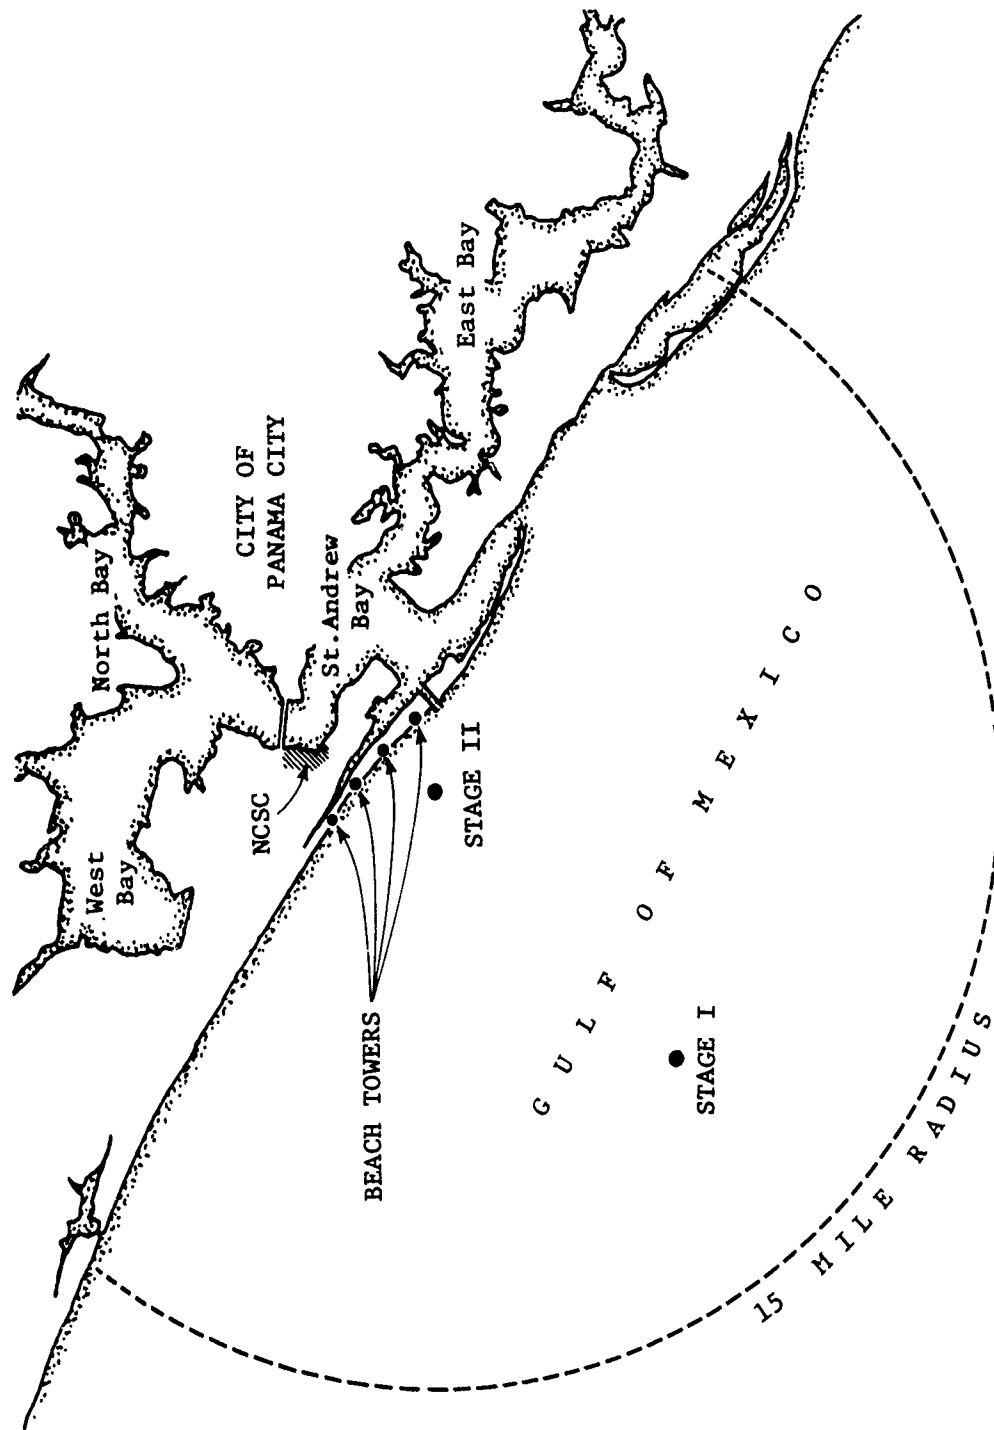 North Bay
West
Bay
CITY OF
PANAMA CITY
East Bay
St.Andrew
Bay
NCSC
BEACH TOWERS
STAGE II
STAGE I
GULF OF MEXICO
15 MILE RADIUS